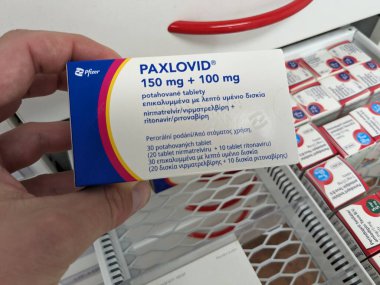 Pfizer
PAXLOVID®
150 mg + 100 mg
potahované tablety
επικαλυμμένα με λεπτό υμένιο δισκία
nirmatrelvir/νιρματρελβίρη +
ritonavir/ριτοναβίρη
Perorální podání/Από στόματος χρήση.
30 potahovaných tablet
(20 tablet nirmatrelviru + 10 tablet ritonaviru)
30 επικαλυμμένα με λεπτό υμένιο δισκία
(20 δισκία νιρματρελβίρης + 10 δισκία ριτοναβίρης)